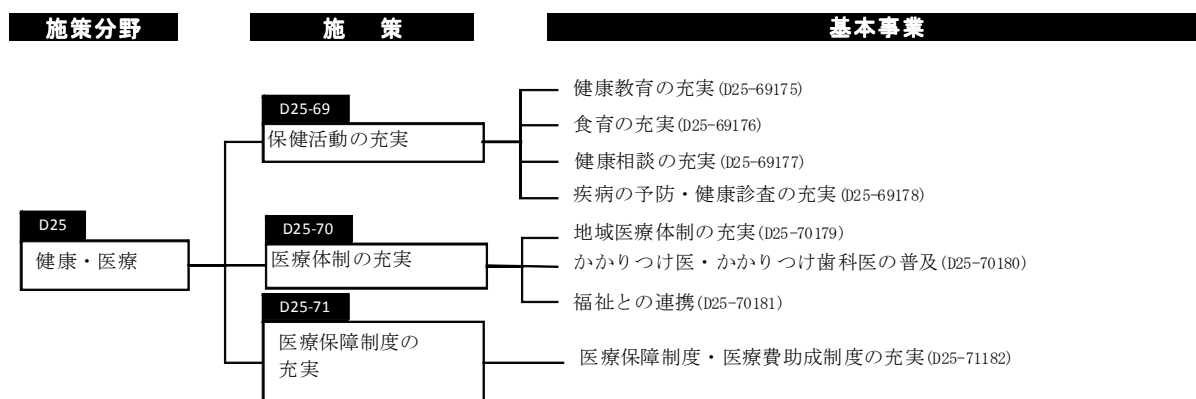 施策分野
施　策
基本事業
D25
健康・医療
D25-69
保健活動の充実
健康教育の充実(D25-69175)
食育の充実(D25-69176)
健康相談の充実(D25-69177)
疾病の予防・健康診査の充実(D25-69178)
D25-70
医療体制の充実
地域医療体制の充実(D25-70179)
かかりつけ医・かかりつけ歯科医の普及(D25-70180)
福祉との連携(D25-70181)
D25-71
医療保障制度の
充実
医療保障制度・医療費助成制度の充実(D25-71182)